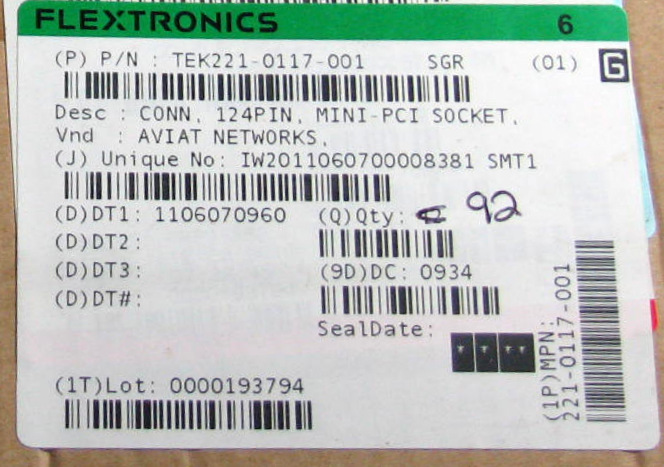 FLEXTRONICS 6
(P) P/N : TEK221-0117-001 SGR (01) G
Desc : CONN, 124PIN, MINI-PCI SOCKET,
Vnd : AVIAT NETWORKS,
(J) Unique No: IW2011060700008381 SMT1
(D)DT1: 1106070960 (Q)Qty: 92
(D)DT2:
(D)DT3: (9D)DC: 0934
(D)DT#:
SealDate:
****
(1T)Lot: 0000193794
(1P)MPN:
221-0117-001